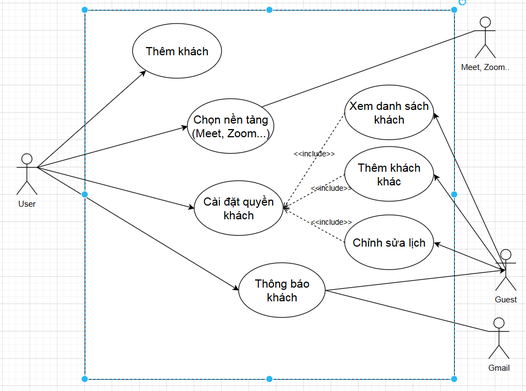 Thêm khách
Meet, Zoom..
Chọn nền tảng
(Meet, Zoom...)
Xem danh sách
khách
<<include>>
Thêm khách
khác
<<include>>
User
Cài đặt quyền
khách
<<include>>
Chỉnh sửa lịch
Thông báo
khách
Guest
Gmail